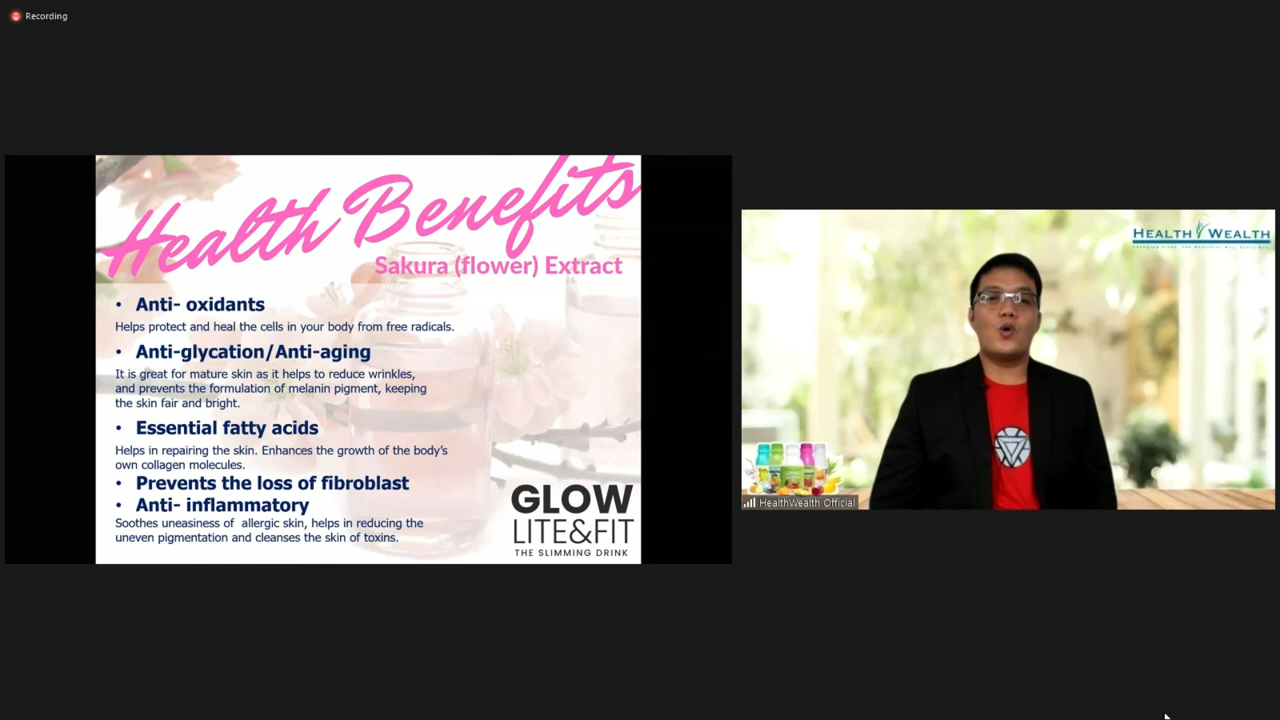 Recording
Health Benefits
Sakura (flower) Extract
• Anti- oxidants
Helps protect and heal the cells in your body from free radicals.
• Anti-glycation/Anti-aging
It is great for mature skin as it helps to reduce wrinkles,
and prevents the formulation of melanin pigment, keeping
the skin fair and bright.
• Essential fatty acids
Helps in repairing the skin. Enhances the growth of the body's
own collagen molecules.
• Prevents the loss of fibroblast
• Anti- inflammatory
Soothes uneasiness of allergic skin, helps in reducing the
uneven pigmentation and cleanses the skin of toxins.
GLOW
LITE&FIT
THE SLIMMING DRINK
HEALTH WEALTH
HealthWealth Official